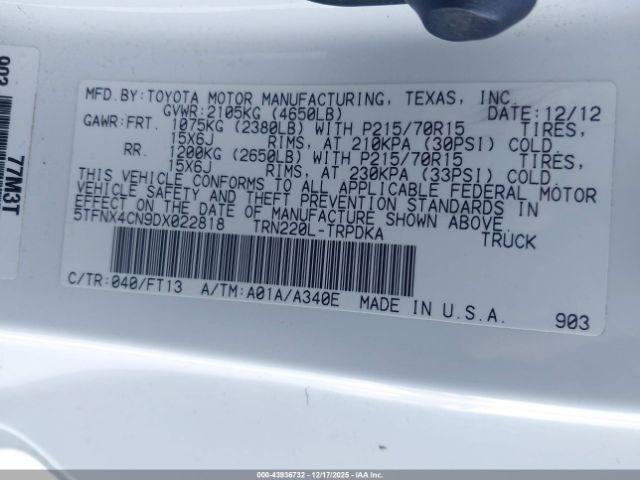 MFD.BY:TOYOTA MOTOR MANUFACTURING, TEXAS, INC.
GVWR:2105KG (4650LB) DATE:12/12
GAWR:FRT. 1075KG (2380LB) WITH P215/70R15 TIRES,
15X6J RIMS, AT 210KPA (30PSI) COLD.
RR. 1200KG (2650LB) WITH P215/70R15 TIRES,
15X6J RIMS, AT 230KPA (33PSI) COLD.
THIS VEHICLE CONFORMS TO ALL APPLICABLE FEDERAL MOTOR
VEHICLE SAFETY AND THEFT PREVENTION STANDARDS IN
EFFECT ON THE DATE OF MANUFACTURE SHOWN ABOVE.
5TFNX4CN9DX022818 TRN220L-TRPDKA TRUCK
C/TR:040/FT13 A/TM:A01A/A340E MADE IN U.S.A.
903
77M3T
000-43936732 - 12/17/2025 - IAA